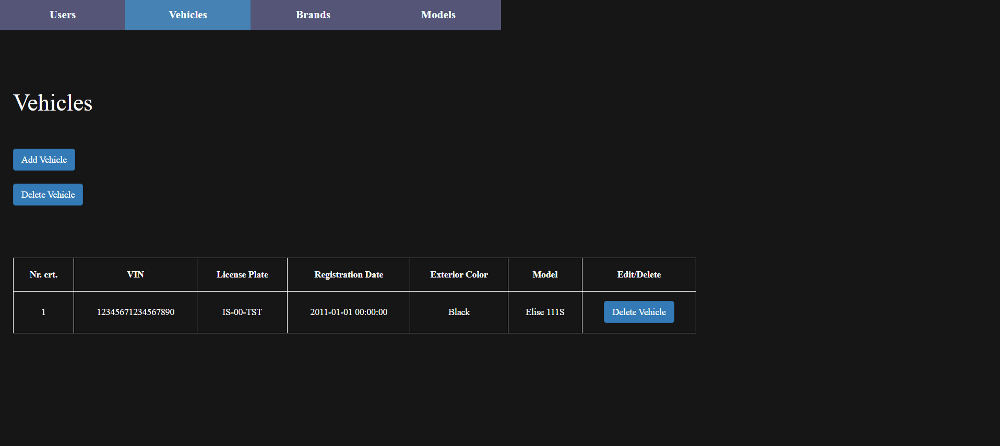 Users Vehicles Brands Models
Vehicles
Add Vehicle
Delete Vehicle
Nr. crt. VIN License Plate Registration Date Exterior Color Model Edit/Delete
1 12345671234567890 IS-00-TST 2011-01-01 00:00:00 Black Elise 111S Delete Vehicle